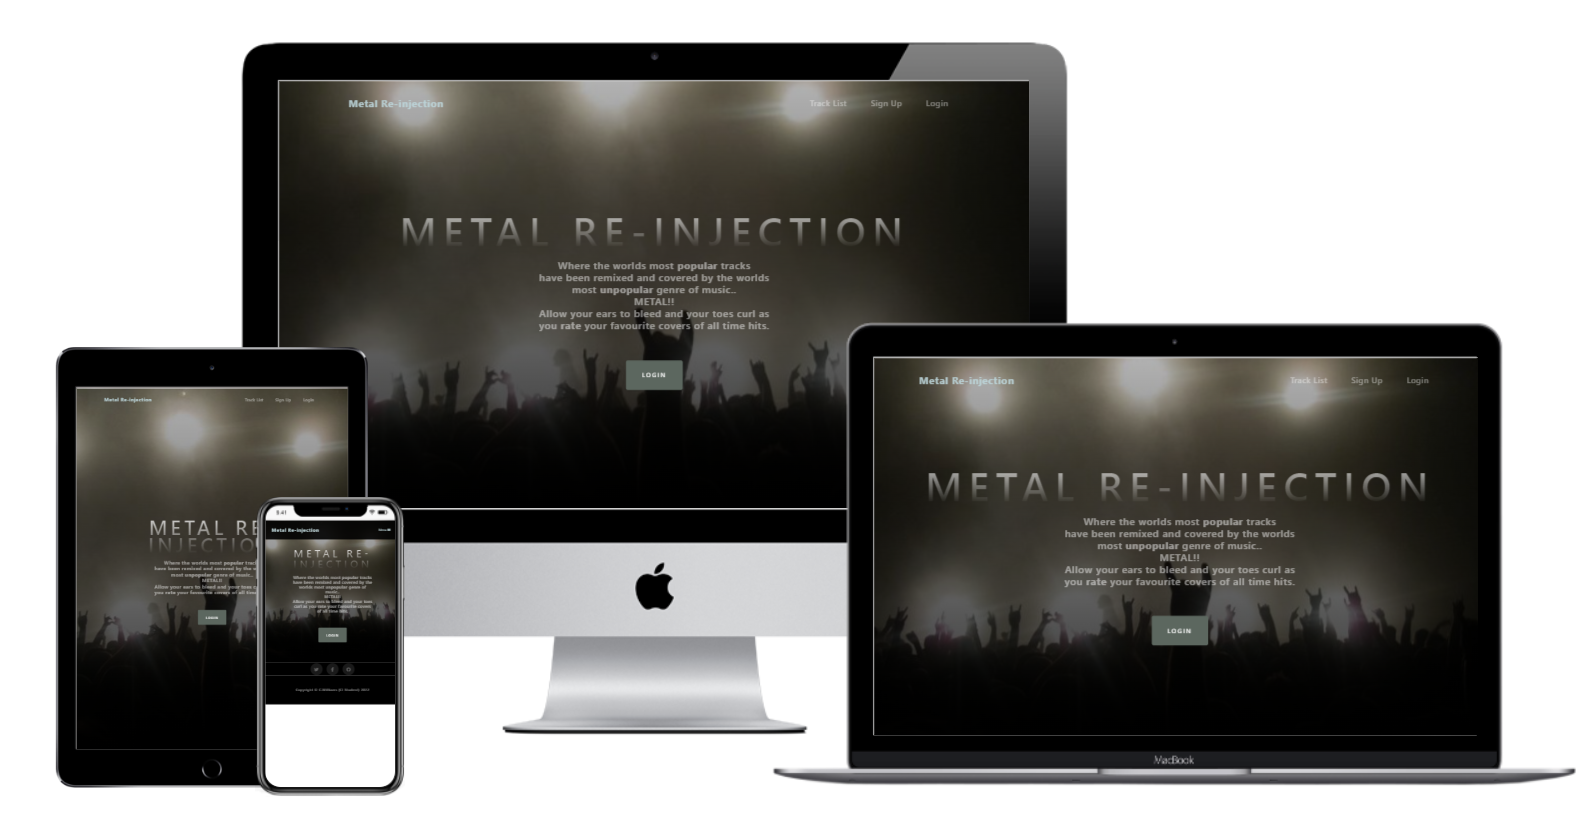 Metal Re-injection
Track List Sign Up Login
METAL RE-INJECTION
Where the worlds most popular tracks
have been remixed and covered by the worlds
most unpopular genre of music..
METAL!!
Allow your ears to bleed and your toes curl as
you rate your favourite covers of all time hits.
LOGIN
Metal Re-injection
Track List Sign Up Login
METAL RE-INJECTION
Where the worlds most popular tracks
have been remixed and covered by the worlds
most unpopular genre of music..
METAL!!
Allow your ears to bleed and your toes curl as
you rate your favourite covers of all time hits.
LOGIN
MacBook
Metal Re-injection
Track List Sign Up Login
METAL RE
INJECTIO
Where the worlds most popular tra
have been remixed and covered by the w
most unpopular genre of music..
METAL!!
Allow your ears to bleed and your toes c
you rate your favourite covers of all tim
LOGIN
9:41
Metal Re-injection
METAL RE-
INJECTION
Where the worlds most popular tracks
have been remixed and covered by the
worlds most unpopular genre of
music..
METAL!!
Allow your ears to bleed and your toes
curl as you rate your favourite covers
of all time hits.
LOGIN
Copyright ©